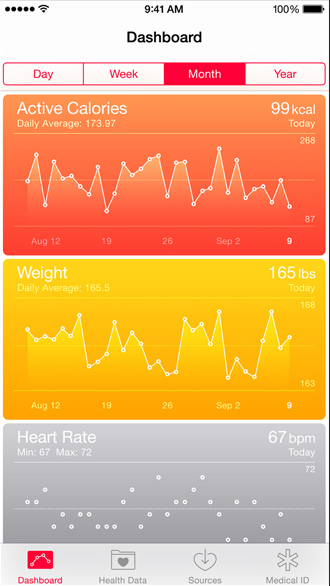 9:41 AM
100%
Dashboard
Day Week Month Year
Active Calories 99 kcal
Daily Average: 173.97 Today
268
87
Aug 12 19 26 Sep 2 9
Weight 165 lbs
Daily Average: 165.5 Today
168
163
Aug 12 19 26 Sep 2 9
Heart Rate 67 bpm
Min: 67 Max: 72 Today
72
Dashboard Health Data Sources Medical ID